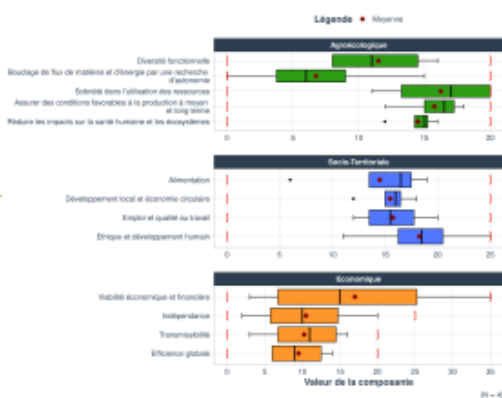 Légende Moyenne
Agroécologique
Diversité fonctionnelle
Bouclage de flux de matières et d'énergie par une recherche
d'autonomie
Sobriété dans l'utilisation des ressources
Assurer des conditions favorables à la production à moyen
et long terme
Réduire les impacts sur la santé humaine et les écosystèmes
0 5 10 15 20
Socio-Territoriale
Alimentation
Développement local et économie circulaire
Emploi et qualité au travail
Ethique et développement humain
0 5 10 15 20 25
Economique
Viabilité économique et financière
Indépendance
Transmissibilité
Efficience globale
0 5 10 15 20 25 30 35
Valeur de la composante